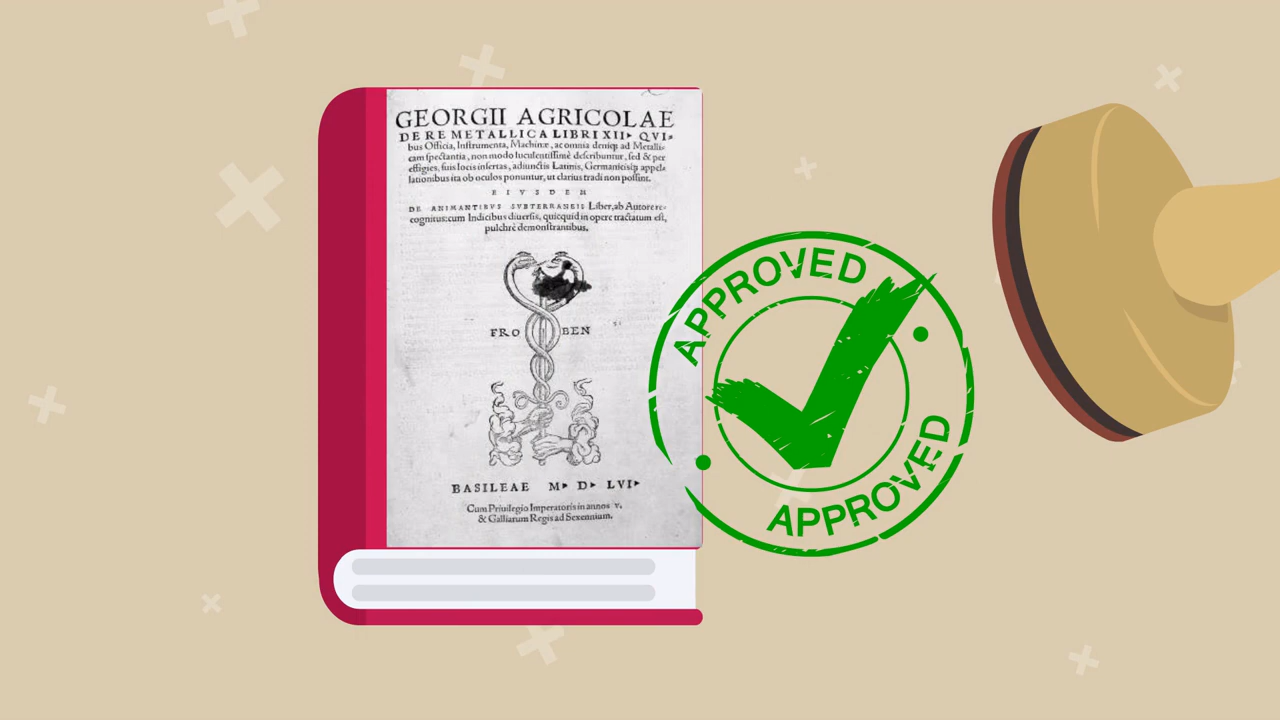 GEORGII AGRICOLAE
DE RE METALLICA LIBRI XII▸ QVI▸
bus Officia, Inſtrumenta, Machinæ, ac omnia deniq; ad Metalli-
cam ſpectantia, non modo luculentiſſimè deſcribuntur, ſed & per
effigies, ſuis locis inſertas, adiunctis Latinis, Germanicisq; appel-
lationibus ita ob oculos ponuntur, ut clarius tradi non poſſint.
EIVSDEM
DE ANIMANTIBVS SVBTERRANEIS Liber, ab Autore re-
cognitus: cum Indicibus diuerſis, quicquid in opere tractatum eſt,
pulchrè demonſtrantibus.
FRO BEN
BASILEAE M▸ D▸ LVI▸
Cum Priuilegio Imperatoris in annos v.
& Galliarum Regis ad Sexennium.
APPROVED
APPROVED